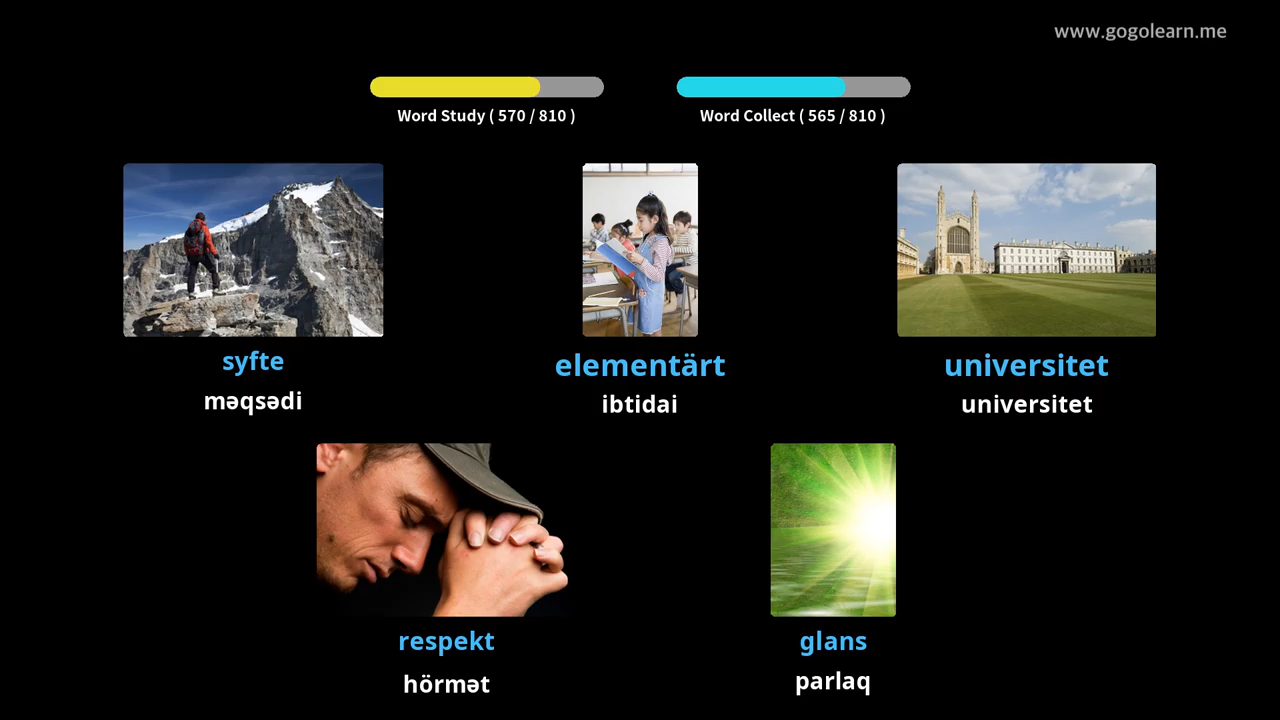 www.gogolearn.me
Word Study ( 570 / 810 )
Word Collect ( 565 / 810 )
syfte
məqsədi
elementärt
ibtidai
universitet
universitet
respekt
hörmət
glans
parlaq